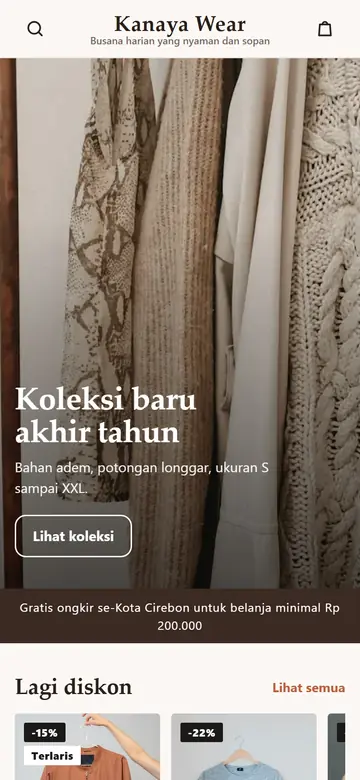 Kanaya Wear
Busana harian yang nyaman dan sopan
Koleksi baru
akhir tahun
Bahan adem, potongan longgar, ukuran S
sampai XXL.
Lihat koleksi
Gratis ongkir se-Kota Cirebon untuk belanja minimal Rp
200.000
Lagi diskon
Lihat semua
-15%
-22%
Terlaris